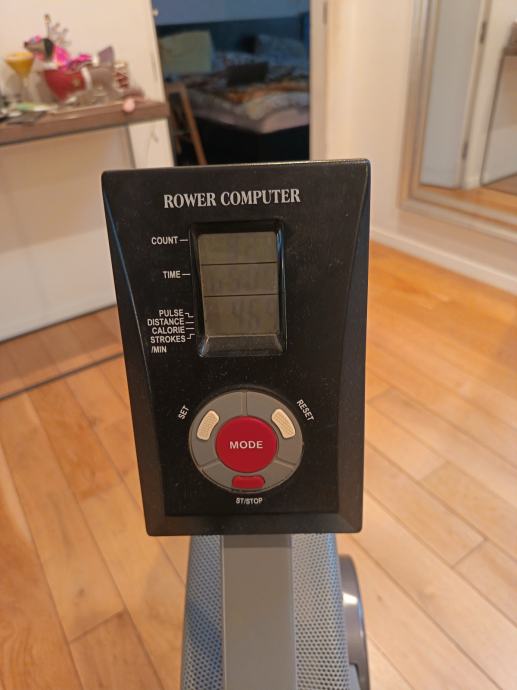 ROWER COMPUTER
COUNT
TIME
PULSE
DISTANCE
CALORIE
STROKES
/MIN
SET
RESET
MODE
ST/STOP